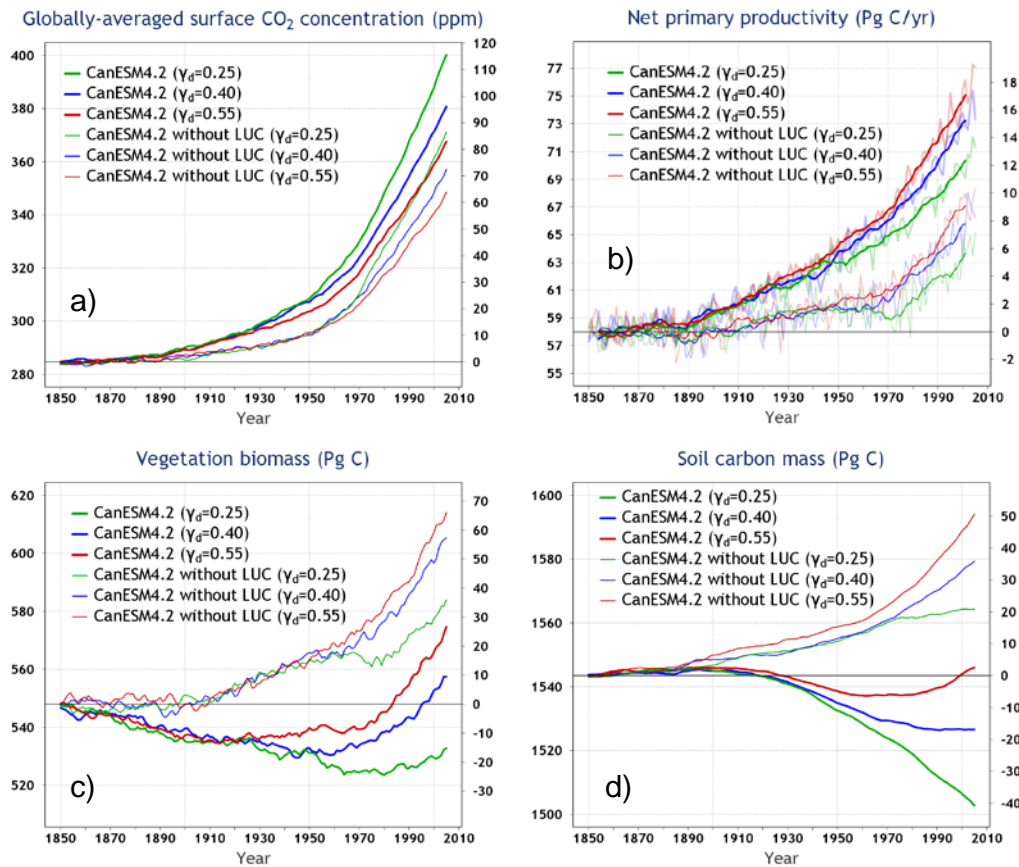 Globally-averaged surface CO₂ concentration (ppm)
400
380
360
340
320
300
280
120
110
100
90
80
70
60
50
40
30
20
10
0
CanESM4.2 (γd=0.25)
CanESM4.2 (γd=0.40)
CanESM4.2 (γd=0.55)
CanESM4.2 without LUC (γd=0.25)
CanESM4.2 without LUC (γd=0.40)
CanESM4.2 without LUC (γd=0.55)
a)
1850 1870 1890 1910 1930 1950 1970 1990 2010
Year
Net primary productivity (Pg C/yr)
77
75
73
71
69
67
65
63
61
59
57
55
18
16
14
12
10
8
6
4
2
0
-2
CanESM4.2 (γd=0.25)
CanESM4.2 (γd=0.40)
CanESM4.2 (γd=0.55)
CanESM4.2 without LUC (γd=0.25)
CanESM4.2 without LUC (γd=0.40)
CanESM4.2 without LUC (γd=0.55)
b)
1850 1870 1890 1910 1930 1950 1970 1990 2010
Year
Vegetation biomass (Pg C)
620
600
580
560
540
520
70
60
50
40
30
20
10
0
-10
-20
-30
CanESM4.2 (γd=0.25)
CanESM4.2 (γd=0.40)
CanESM4.2 (γd=0.55)
CanESM4.2 without LUC (γd=0.25)
CanESM4.2 without LUC (γd=0.40)
CanESM4.2 without LUC (γd=0.55)
c)
1850 1870 1890 1910 1930 1950 1970 1990 2010
Year
Soil carbon mass (Pg C)
1600
1580
1560
1540
1520
1500
50
40
30
20
10
0
-10
-20
-30
-40
CanESM4.2 (γd=0.25)
CanESM4.2 (γd=0.40)
CanESM4.2 (γd=0.55)
CanESM4.2 without LUC (γd=0.25)
CanESM4.2 without LUC (γd=0.40)
CanESM4.2 without LUC (γd=0.55)
d)
1850 1870 1890 1910 1930 1950 1970 1990 2010
Year